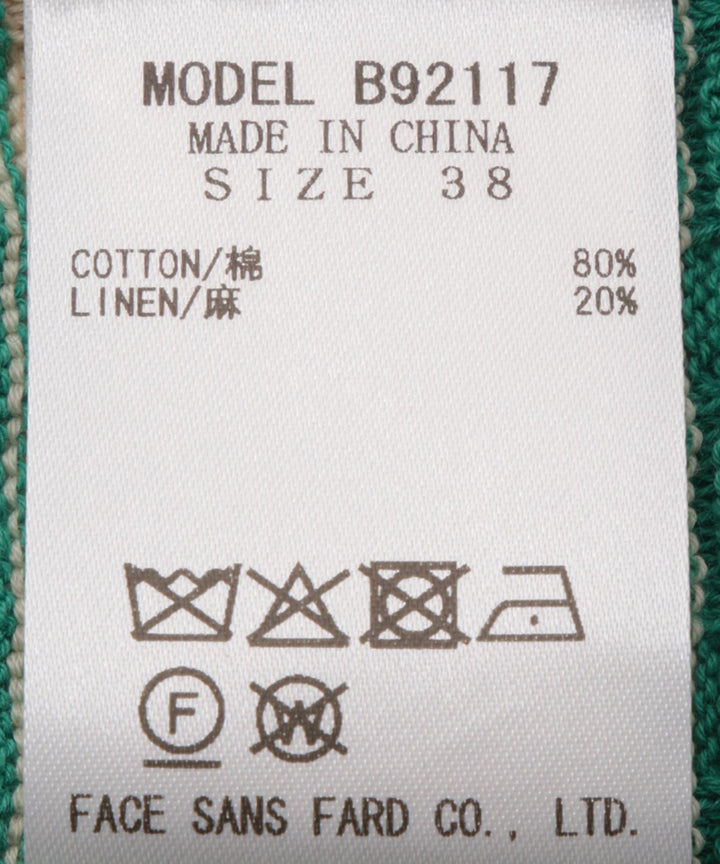 MODEL B92117
MADE IN CHINA
SIZE 38
COTTON/棉 80%
LINEN/麻 20%
F W
FACE SANS FARD CO., LTD.